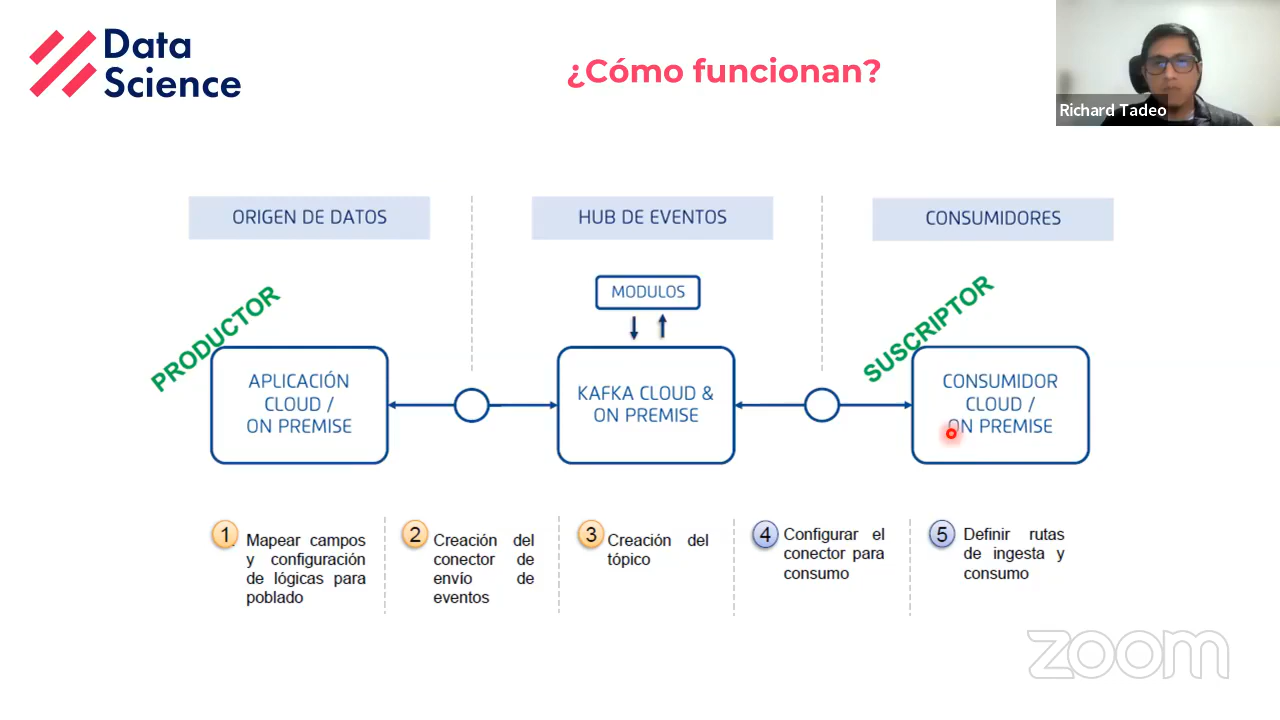 Data
Science
¿Cómo funcionan?
Richard Tadeo
ORIGEN DE DATOS
HUB DE EVENTOS
CONSUMIDORES
MODULOS
PRODUCTOR
SUSCRIPTOR
APLICACIÓN
CLOUD /
ON PREMISE
KAFKA CLOUD &
ON PREMISE
CONSUMIDOR
CLOUD /
ON PREMISE
1
Mapear campos
y configuración
de lógicas para
poblado
2
Creación del
conector de
envío de
eventos
3
Creación del
tópico
4
Configurar el
conector para
consumo
5
Definir rutas
de ingesta y
consumo
zoom